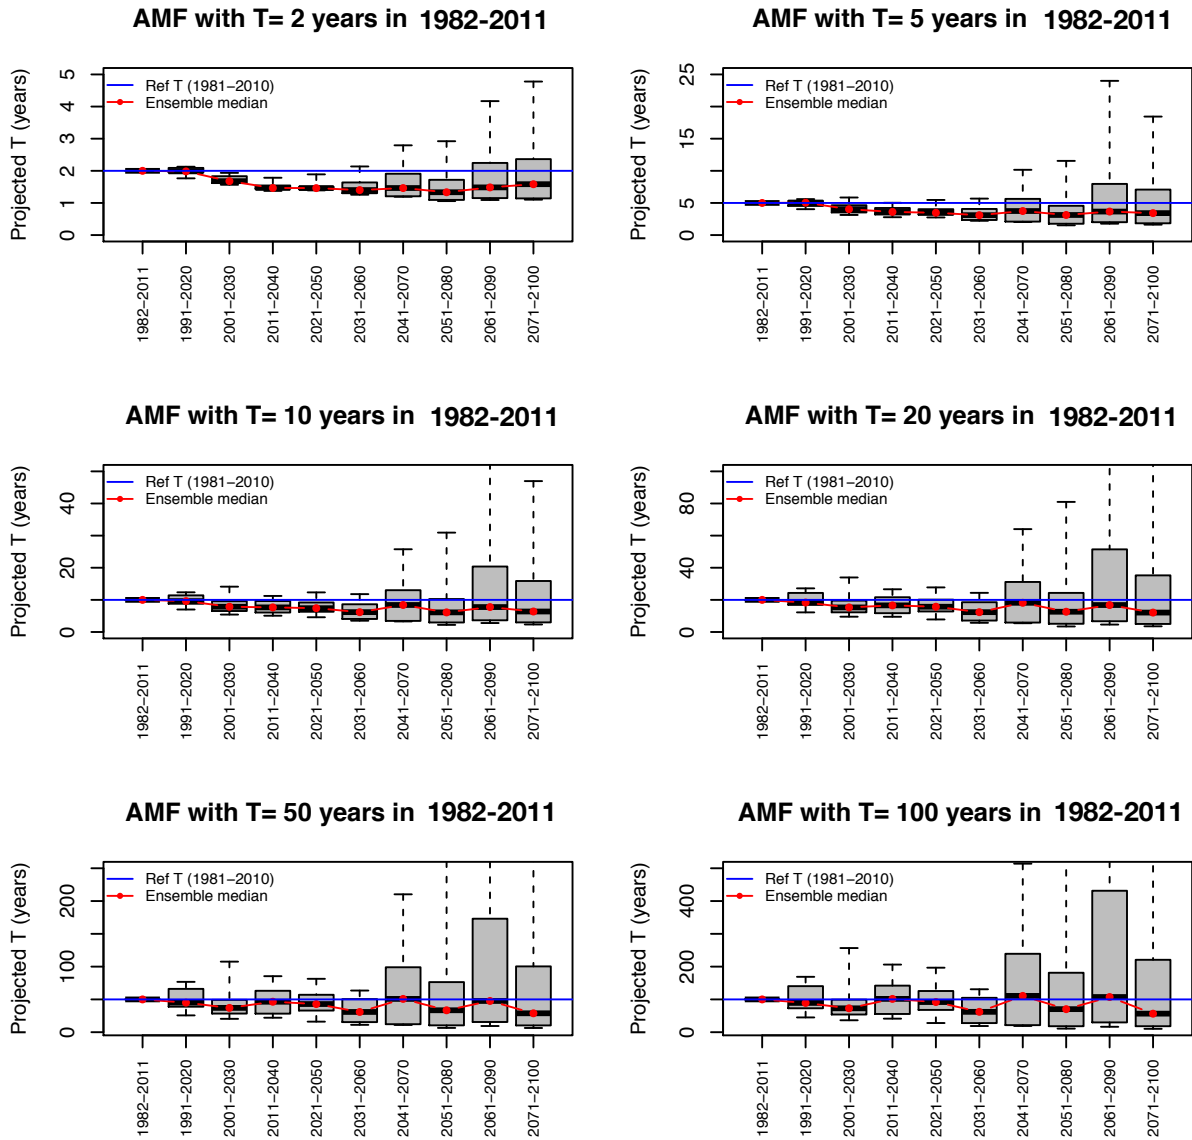 AMF with T= 2 years in 1982-2011
Projected T (years)
0 1 2 3 4 5
Ref T (1981−2010)
Ensemble median
1982−2011
1991−2020
2001−2030
2011−2040
2021−2050
2031−2060
2041−2070
2051−2080
2061−2090
2071−2100
AMF with T= 5 years in 1982-2011
Projected T (years)
0 5 15 25
Ref T (1981−2010)
Ensemble median
1982−2011
1991−2020
2001−2030
2011−2040
2021−2050
2031−2060
2041−2070
2051−2080
2061−2090
2071−2100
AMF with T= 10 years in 1982-2011
Projected T (years)
0 20 40
Ref T (1981−2010)
Ensemble median
1982−2011
1991−2020
2001−2030
2011−2040
2021−2050
2031−2060
2041−2070
2051−2080
2061−2090
2071−2100
AMF with T= 20 years in 1982-2011
Projected T (years)
0 40 80
Ref T (1981−2010)
Ensemble median
1982−2011
1991−2020
2001−2030
2011−2040
2021−2050
2031−2060
2041−2070
2051−2080
2061−2090
2071−2100
AMF with T= 50 years in 1982-2011
Projected T (years)
0 100 200
Ref T (1981−2010)
Ensemble median
1982−2011
1991−2020
2001−2030
2011−2040
2021−2050
2031−2060
2041−2070
2051−2080
2061−2090
2071−2100
AMF with T= 100 years in 1982-2011
Projected T (years)
0 200 400
Ref T (1981−2010)
Ensemble median
1982−2011
1991−2020
2001−2030
2011−2040
2021−2050
2031−2060
2041−2070
2051−2080
2061−2090
2071−2100